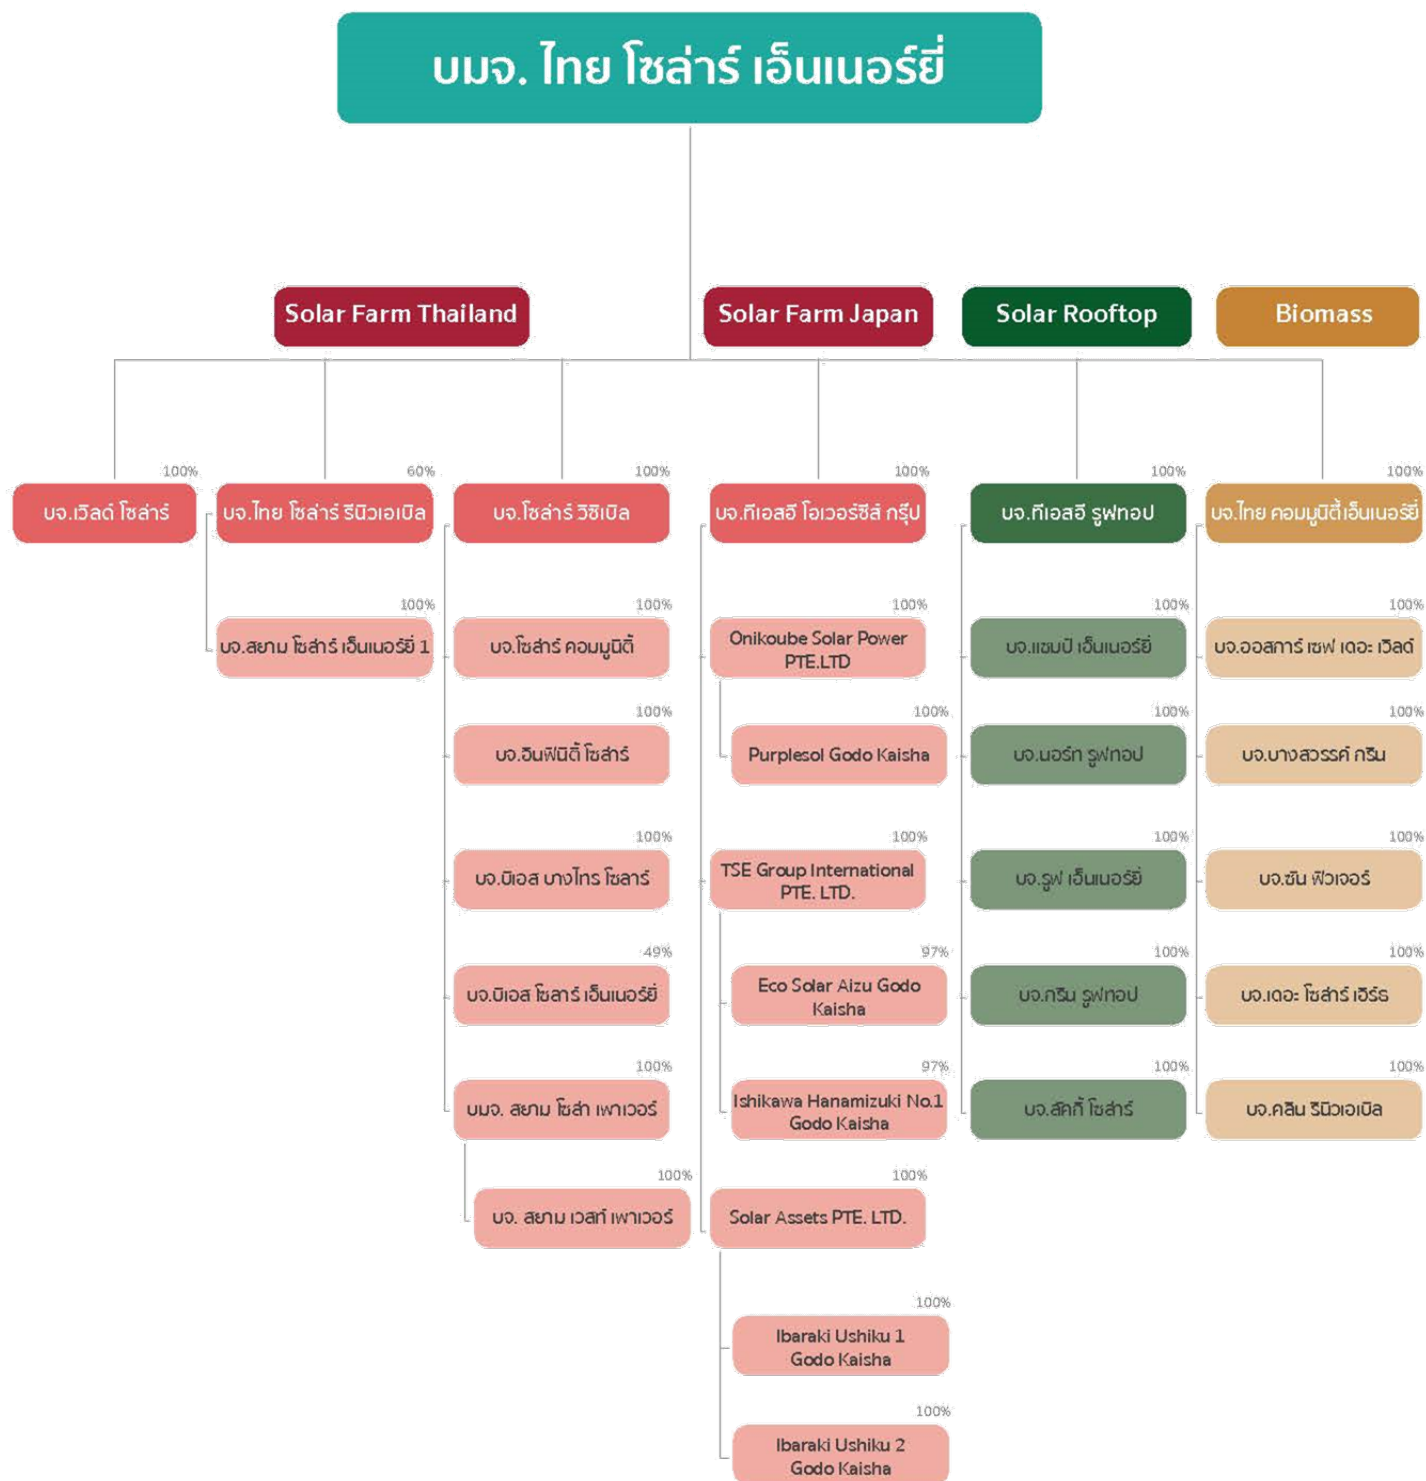 บมจ. ไทย โซล่าร์ เอ็นเนอร์ยี่
Solar Farm Thailand
Solar Farm Japan
Solar Rooftop
Biomass
100%
60%
100%
100%
100%
100%
บจ.เวิลด์ โซล่าร์
บจ.ไทย โซล่าร์ รีนิวเอเบิล
บจ.โซล่าร์ วิซิเบิล
บจ.ทีเอสอี โอเวอร์ซีส์ กรุ๊ป
บจ.ทีเอสอี รูฟทอป
บจ.ไทย คอมมูนิตี้ เอ็นเนอร์ยี่
100%
100%
100%
100%
100%
บจ.สยาม โซล่าร์ เอ็นเนอร์ยี่ 1
บจ.โซล่าร์ คอมมูนิตี้
Onikoube Solar Power
PTE.LTD
บจ.แชมป์ เอ็นเนอร์ยี่
บจ.ออสการ์ เซฟ เดอะ เวิลด์
100%
100%
100%
100%
บจ.อินฟินิตี้ โซล่าร์
Purplesol Godo Kaisha
บจ.นอร์ท รูฟทอป
บจ.บางสวรรค์ กรีน
100%
100%
100%
100%
บจ.บีเอส บางไทร โซลาร์
TSE Group International
PTE. LTD.
บจ.รูฟ เอ็นเนอร์ยี่
บจ.ซัน ฟิวเจอร์
49%
97%
100%
100%
บจ.บีเอส โซลาร์ เอ็นเนอร์ยี่
Eco Solar Aizu Godo
Kaisha
บจ.กรีน รูฟทอป
บจ.เดอะ โซล่าร์ เอิร์ธ
100%
97%
100%
100%
บมจ. สยาม โซล่า เพาเวอร์
Ishikawa Hanamizuki No.1
Godo Kaisha
บจ.ลัคกี้ โซล่าร์
บจ.คลีน รีนิวเอเบิล
100%
100%
บจ. สยาม เวสท์ เพาเวอร์
Solar Assets PTE. LTD.
100%
Ibaraki Ushiku 1
Godo Kaisha
100%
Ibaraki Ushiku 2
Godo Kaisha